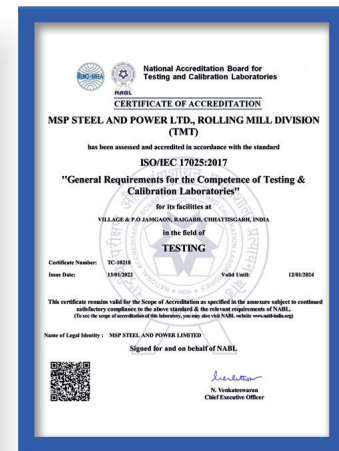 National Accreditation Board for
Testing and Calibration Laboratories
NABL
CERTIFICATE OF ACCREDITATION
MSP STEEL AND POWER LTD., ROLLING MILL DIVISION
(TMT)
has been assessed and accredited in accordance with the standard
ISO/IEC 17025:2017
"General Requirements for the Competence of Testing &
Calibration Laboratories"
for its facilities at
VILLAGE & P.O JAMGAON, RAIGARH, CHHATTISGARH, INDIA
in the field of
TESTING
Certificate Number: TC-10218
Issue Date: 13/01/2022 Valid Until: 12/01/2024
This certificate remains valid for the Scope of Accreditation as specified in the annexure subject to continued
satisfactory compliance to the above standard & the relevant requirements of NABL.
(To see the scope of accreditation of this laboratory, you may also visit NABL website www.nabl-india.org)
Name of Legal Identity : MSP STEEL AND POWER LIMITED
Signed for and on behalf of NABL
N. Venkateswaran
Chief Executive Officer